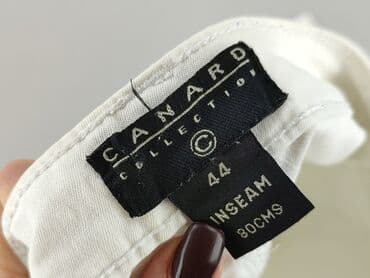 CANARD
COLLECTION
C
44
INSEAM
80CMS